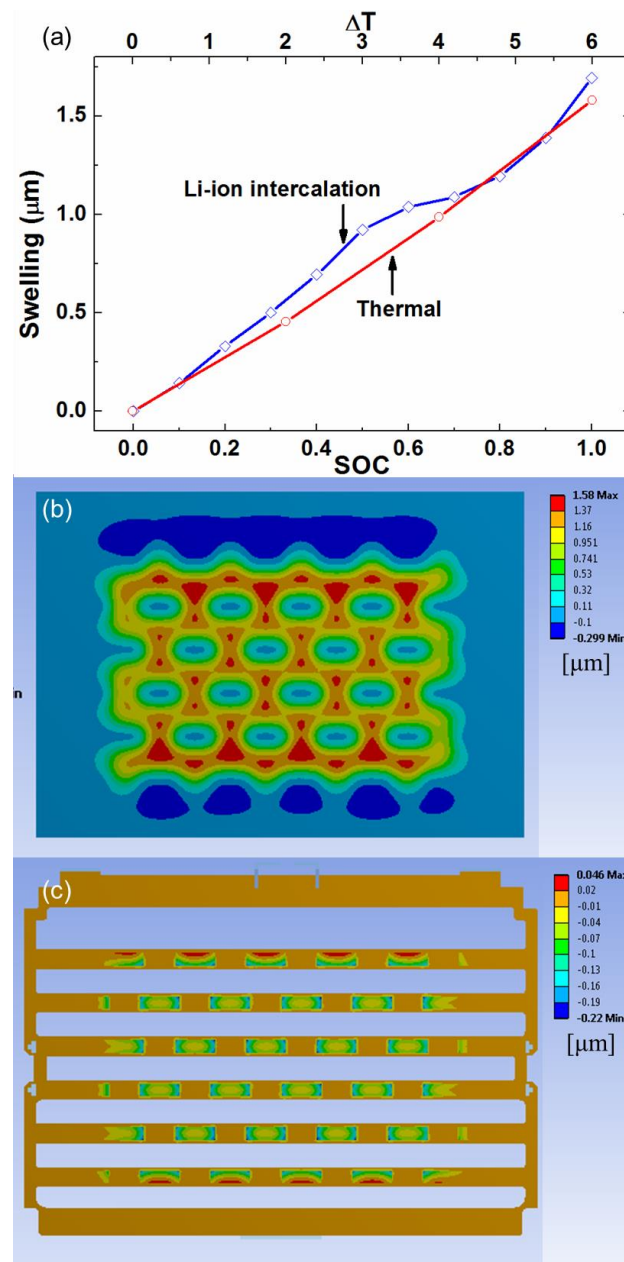 (a)
ΔT
0 1 2 3 4 5 6
Swelling (μm)
1.5
1.0
0.5
0.0
Li-ion intercalation
Thermal
0.0 0.2 0.4 0.6 0.8 1.0
SOC
(b)
in
1.58 Max
1.37
1.16
0.951
0.741
0.53
0.32
0.11
-0.1
-0.299 Min
[μm]
(c)
0.046 Max
0.02
-0.01
-0.04
-0.07
-0.1
-0.13
-0.16
-0.19
-0.22 Min
[μm]